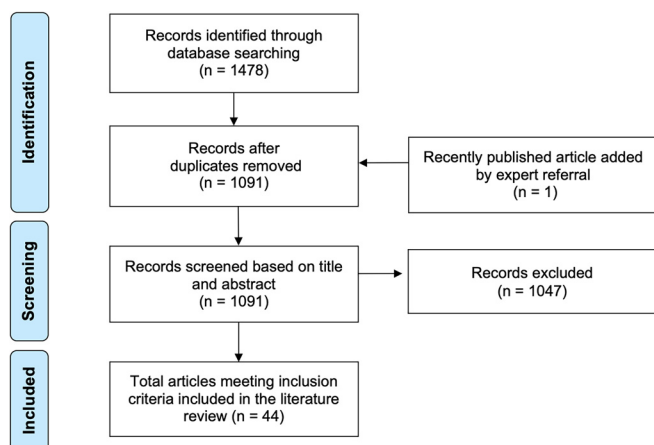 Identification
Records identified through
database searching
(n = 1478)
Records after
duplicates removed
(n = 1091)
Recently published article added
by expert referral
(n = 1)
Screening
Records screened based on title
and abstract
(n = 1091)
Records excluded
(n = 1047)
Included
Total articles meeting inclusion
criteria included in the literature
review (n = 44)